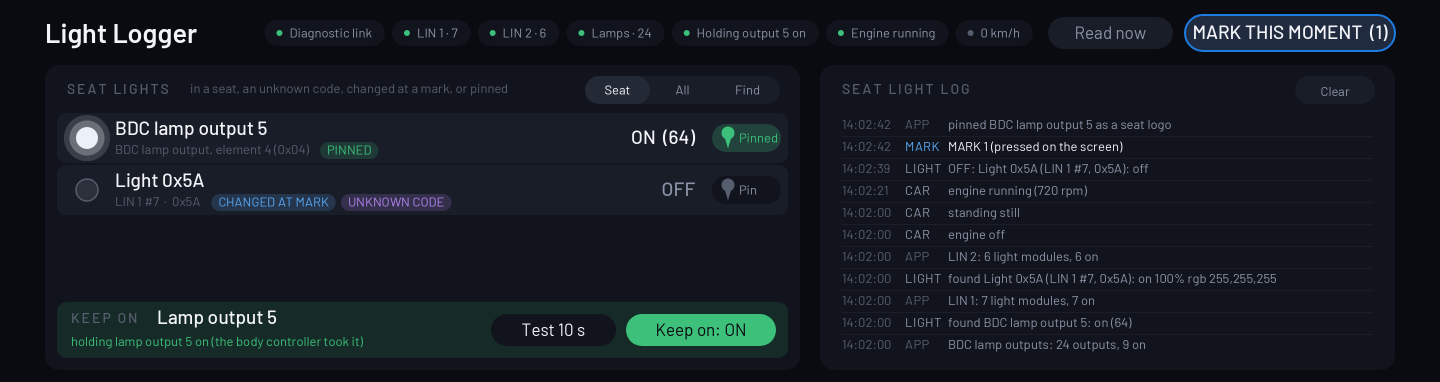 Light Logger
Diagnostic link
LIN 1 · 7
LIN 2 · 6
Lamps · 24
Holding output 5 on
Engine running
0 km/h
Read now
MARK THIS MOMENT (1)
SEAT LIGHTS
in a seat, an unknown code, changed at a mark, or pinned
Seat
All
Find
BDC lamp output 5
BDC lamp output, element 4 (0x04)
PINNED
ON (64)
Pinned
Light 0x5A
LIN 1 #7 · 0x5A
CHANGED AT MARK
UNKNOWN CODE
OFF
Pin
KEEP ON
Lamp output 5
holding lamp output 5 on (the body controller took it)
Test 10 s
Keep on: ON
SEAT LIGHT LOG
Clear
14:02:42 APP pinned BDC lamp output 5 as a seat logo
14:02:42 MARK MARK 1 (pressed on the screen)
14:02:39 LIGHT OFF: Light 0x5A (LIN 1 #7, 0x5A): off
14:02:21 CAR engine running (720 rpm)
14:02:00 CAR standing still
14:02:00 CAR engine off
14:02:00 APP LIN 2: 6 light modules, 6 on
14:02:00 LIGHT found Light 0x5A (LIN 1 #7, 0x5A): on 100% rgb 255,255,255
14:02:00 APP LIN 1: 7 light modules, 7 on
14:02:00 LIGHT found BDC lamp output 5: on (64)
14:02:00 APP BDC lamp outputs: 24 outputs, 9 on